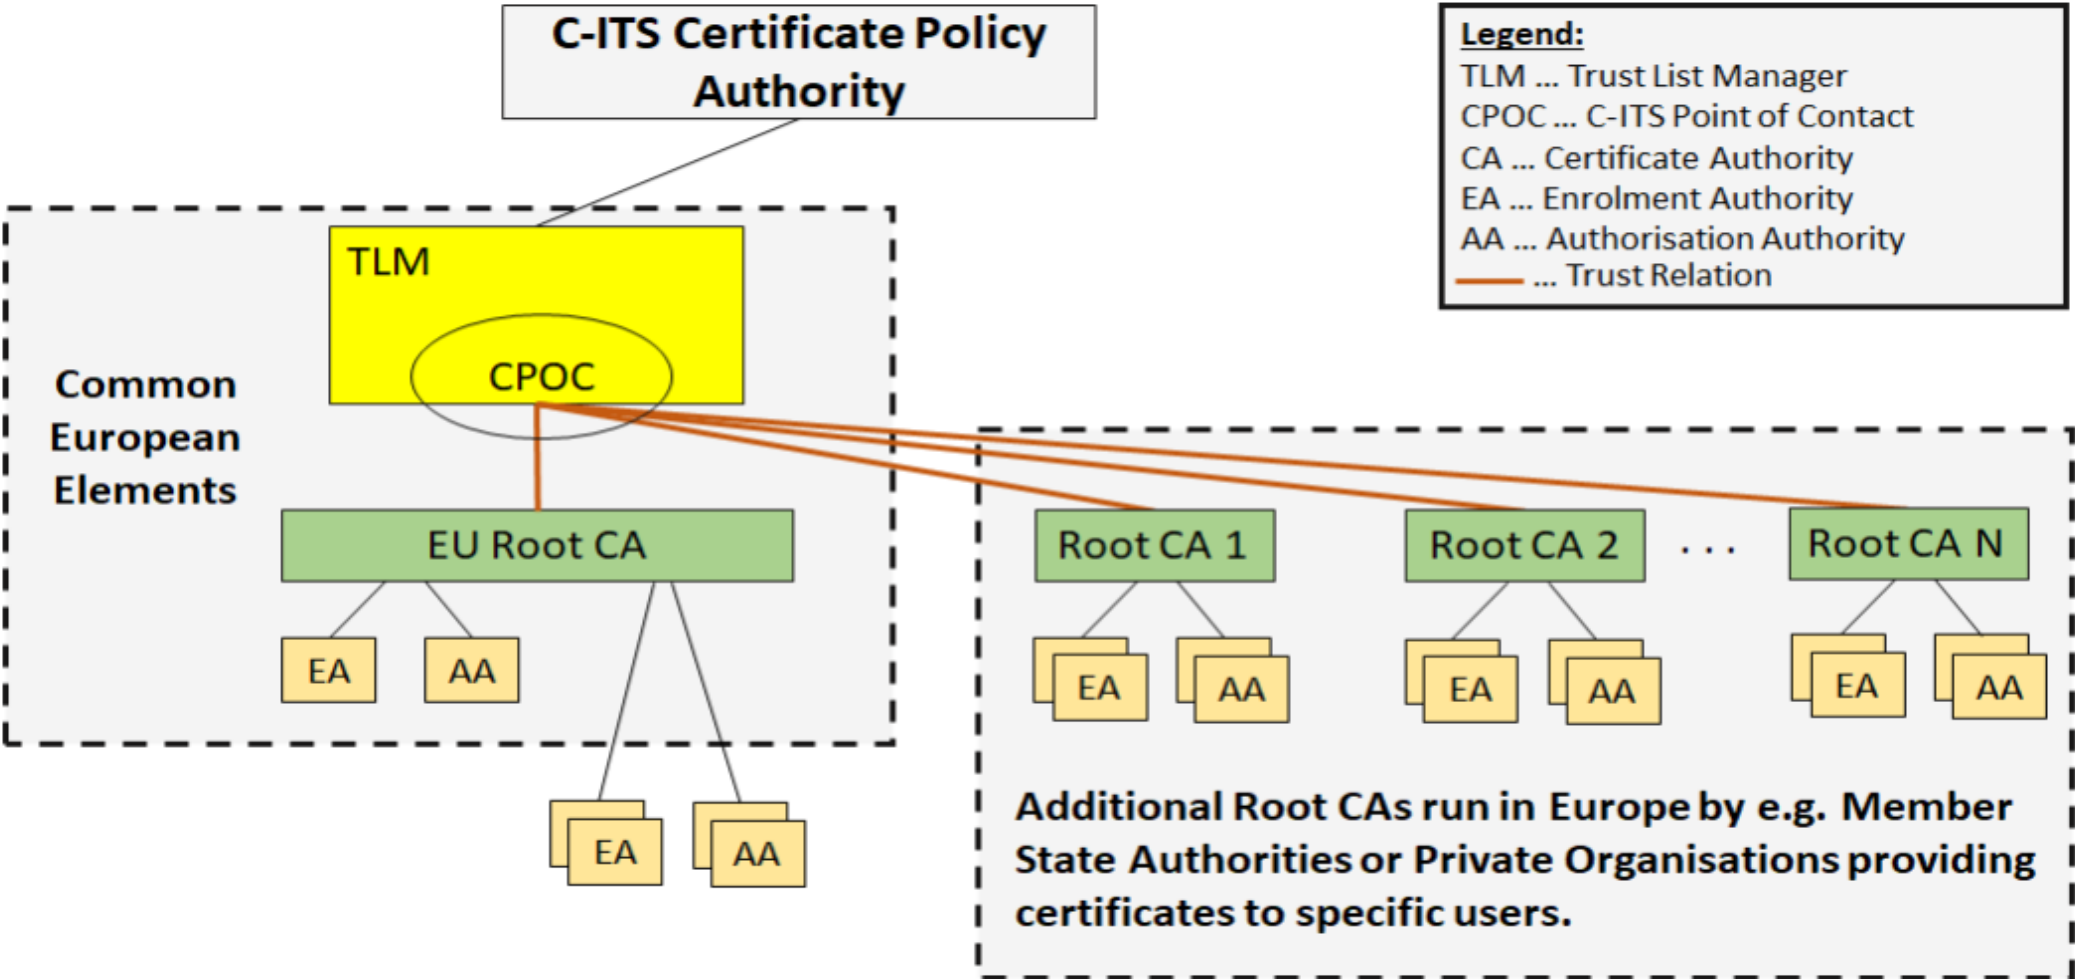 C-ITS Certificate Policy
Authority
Legend:
TLM ... Trust List Manager
CPOC ... C-ITS Point of Contact
CA ... Certificate Authority
EA ... Enrolment Authority
AA ... Authorisation Authority
... Trust Relation
TLM
CPOC
Common
European
Elements
EU Root CA
Root CA 1
Root CA 2
. . .
Root CA N
EA
AA
EA
AA
EA
AA
EA
AA
EA
AA
Additional Root CAs run in Europe by e.g. Member
State Authorities or Private Organisations providing
certificates to specific users.